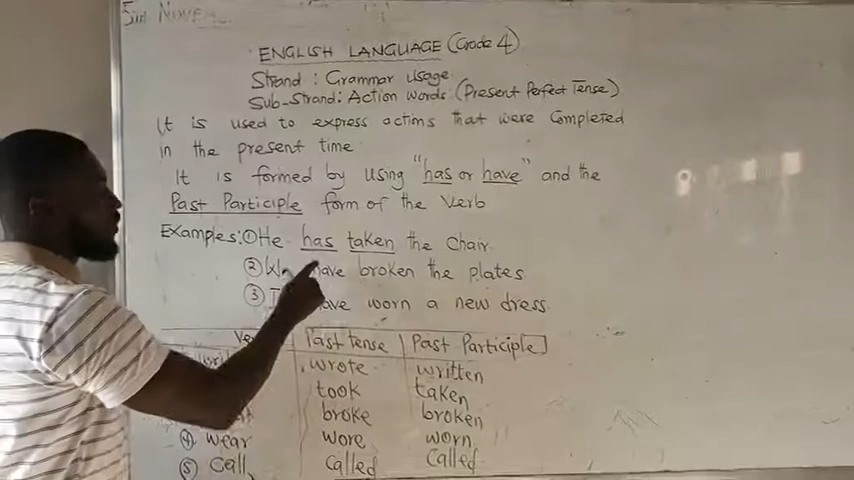 ENGLISH LANGUAGE (Grade 4)
Strand : Grammar usage
Sub-Strand: Action words (Present Perfect Tense)
It is used to express actims that were Completed
in the present time
It is formed by using "has or have" and the
Past Participle form of the verb
Examples: ① He has taken the Chair
② have broken the plates
③ have worn a new dress.
Past tense Past Participle
wrote written
took taken
broke broken
④ wear wore worn
⑤ Call called called